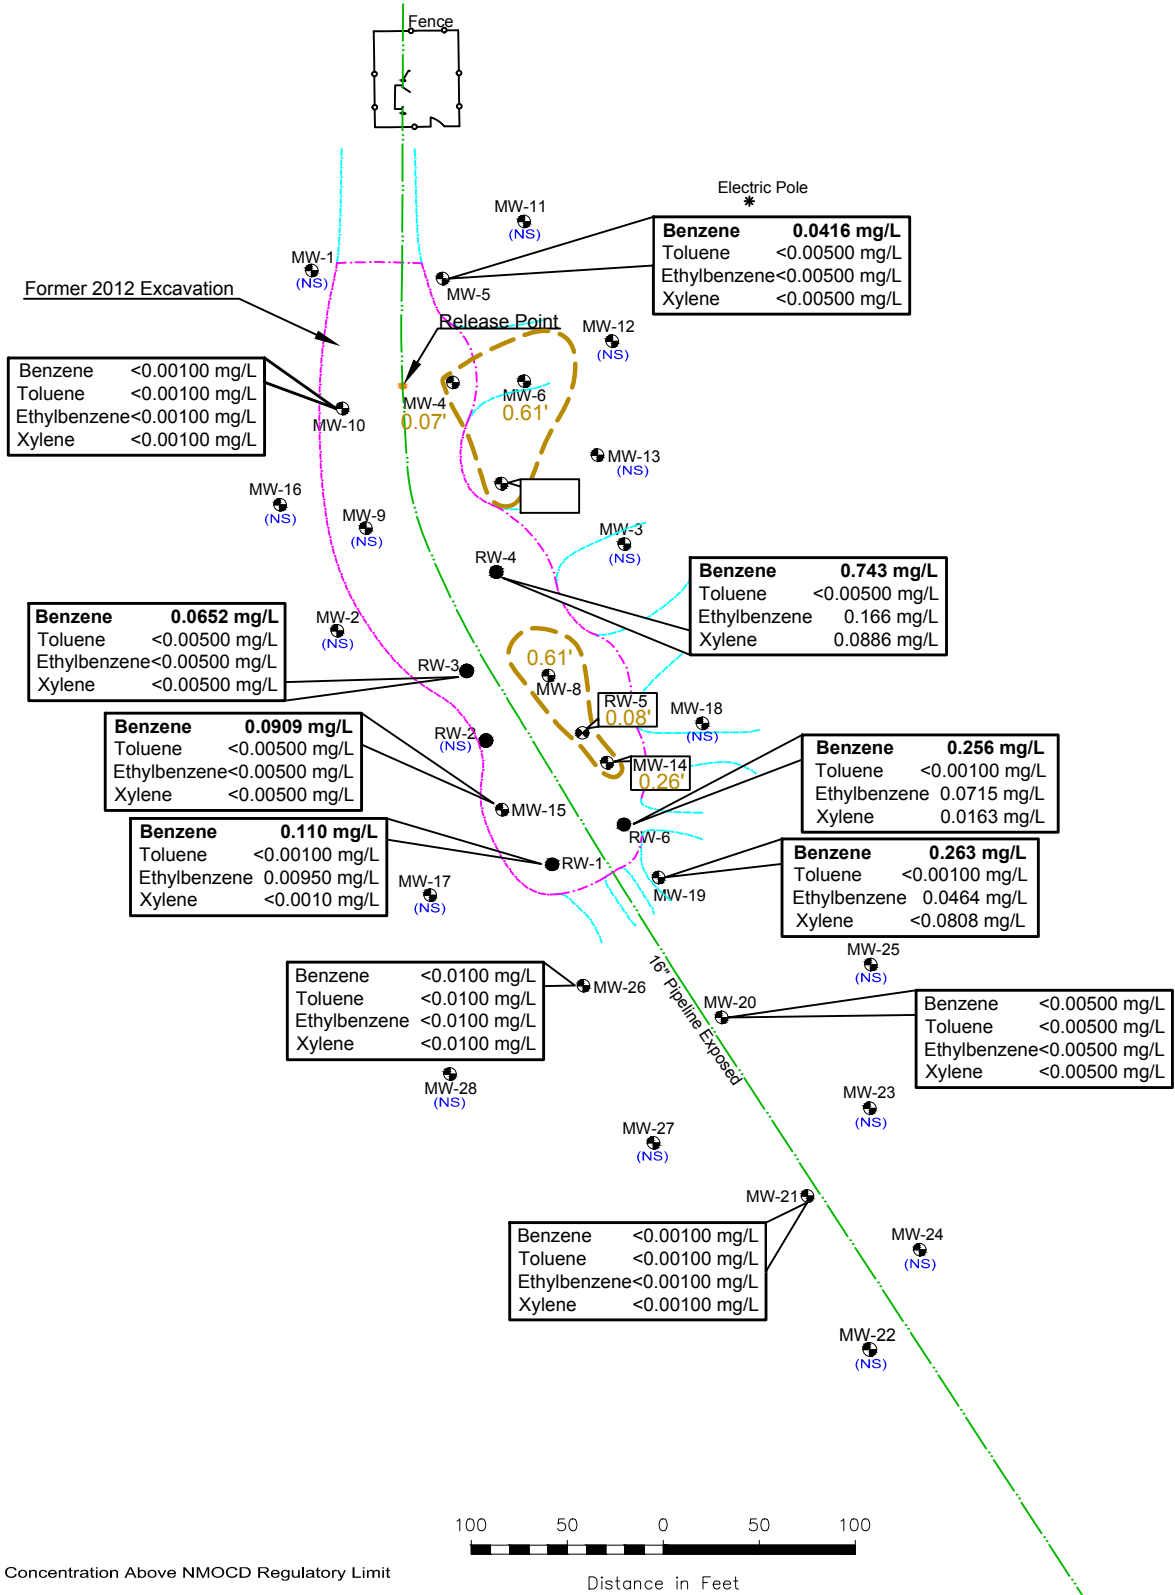 Fence
Electric Pole
MW-11
(NS)
Benzene 0.0416 mg/L
Toluene <0.00500 mg/L
Ethylbenzene<0.00500 mg/L
Xylene <0.00500 mg/L
MW-1
(NS)
MW-5
Former 2012 Excavation
Release Point
MW-12
(NS)
Benzene <0.00100 mg/L
Toluene <0.00100 mg/L
Ethylbenzene<0.00100 mg/L
Xylene <0.00100 mg/L
MW-10
MW-4
0.07'
MW-6
0.61'
MW-13
(NS)
MW-16
(NS)
MW-9
(NS)
MW-3
(NS)
RW-4
Benzene 0.743 mg/L
Toluene <0.00500 mg/L
Ethylbenzene 0.166 mg/L
Xylene 0.0886 mg/L
Benzene 0.0652 mg/L
Toluene <0.00500 mg/L
Ethylbenzene<0.00500 mg/L
Xylene <0.00500 mg/L
MW-2
(NS)
RW-3
0.61'
MW-8
RW-5
0.08'
MW-18
(NS)
Benzene 0.0909 mg/L
Toluene <0.00500 mg/L
Ethylbenzene<0.00500 mg/L
Xylene <0.00500 mg/L
RW-2
(NS)
MW-14
0.26'
Benzene 0.256 mg/L
Toluene <0.00100 mg/L
Ethylbenzene 0.0715 mg/L
Xylene 0.0163 mg/L
MW-15
RW-6
Benzene 0.110 mg/L
Toluene <0.00100 mg/L
Ethylbenzene 0.00950 mg/L
Xylene <0.0010 mg/L
RW-1
Benzene 0.263 mg/L
Toluene <0.00100 mg/L
Ethylbenzene 0.0464 mg/L
Xylene <0.0808 mg/L
MW-17
(NS)
MW-19
MW-25
(NS)
Benzene <0.0100 mg/L
Toluene <0.0100 mg/L
Ethylbenzene <0.0100 mg/L
Xylene <0.0100 mg/L
MW-26
16" Pipeline Exposed
MW-20
Benzene <0.00500 mg/L
Toluene <0.00500 mg/L
Ethylbenzene<0.00500 mg/L
Xylene <0.00500 mg/L
MW-28
(NS)
MW-23
(NS)
MW-27
(NS)
MW-21
Benzene <0.00100 mg/L
Toluene <0.00100 mg/L
Ethylbenzene<0.00100 mg/L
Xylene <0.00100 mg/L
MW-24
(NS)
MW-22
(NS)
100 50 0 50 100
Distance in Feet
Concentration Above NMOCD Regulatory Limit